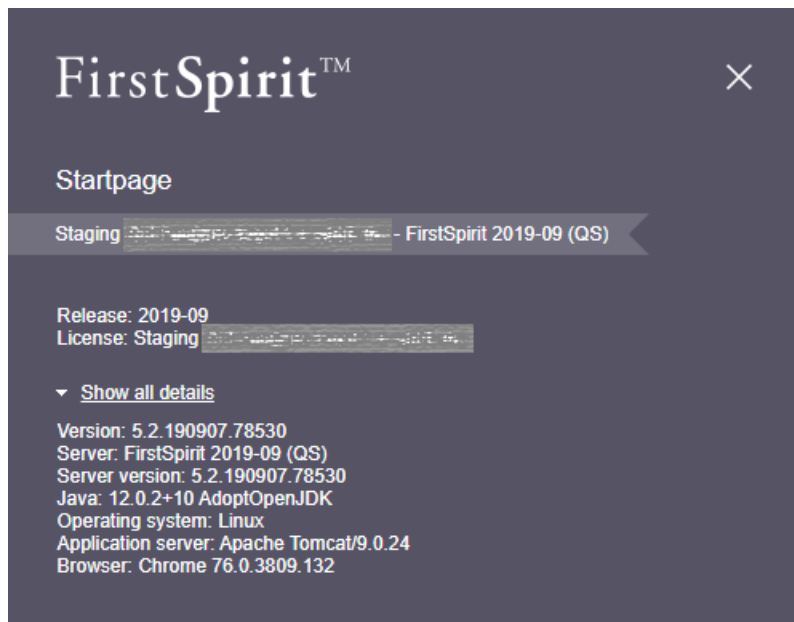 FirstSpirit™
Startpage
Staging - FirstSpirit 2019-09 (QS)
Release: 2019-09
License: Staging
Show all details
Version: 5.2.190907.78530
Server: FirstSpirit 2019-09 (QS)
Server version: 5.2.190907.78530
Java: 12.0.2+10 AdoptOpenJDK
Operating system: Linux
Application server: Apache Tomcat/9.0.24
Browser: Chrome 76.0.3809.132